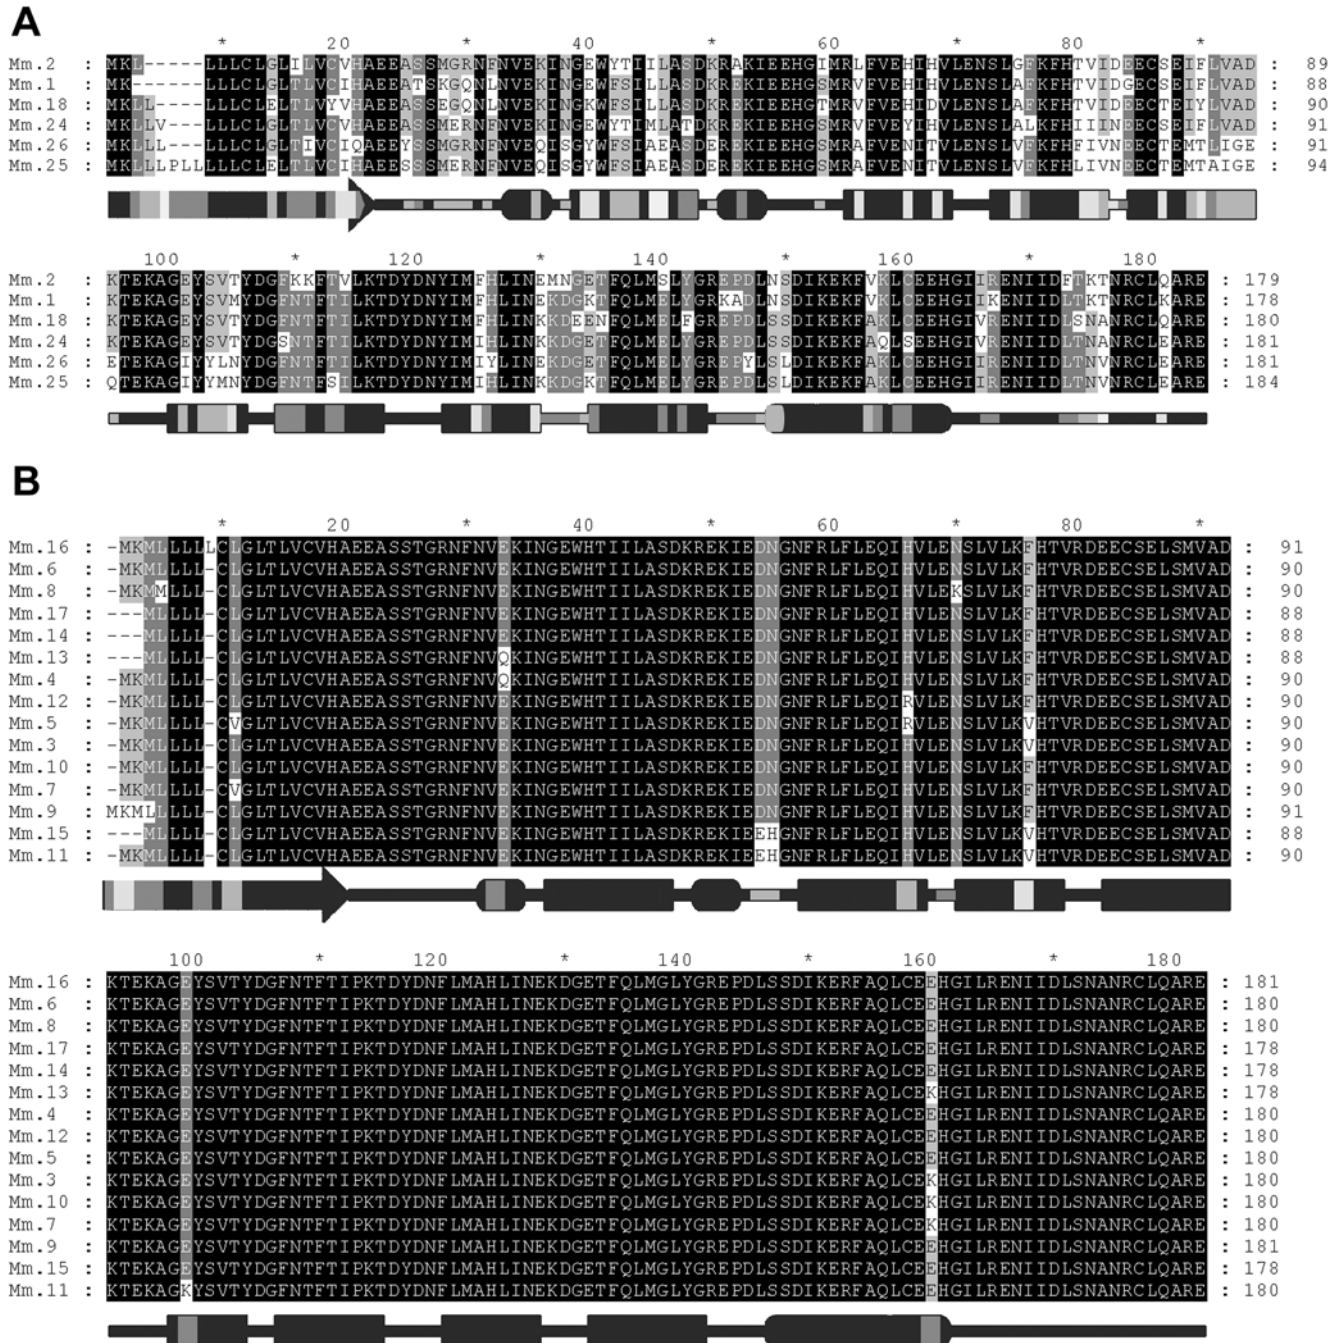 A
* 20 * 40 * 60 * 80 *
Mm.2 : MKL-----LLLCLGLILVCVHAEEASSMGRNFNVEKINGEWYTIILASDKRAKIEEHGIMRLFVEHIHVLENSLGFKFHTVIDEECSEIFLVAD : 89
Mm.1 : MK------LLLCLGLTLVCIHAEEATSKGQNLNVEKINGEWFSILLASDKREKIEEHGSMRVFVEHIHVLENSLAFKFHTVIDGECSEIFLVAD : 88
Mm.18 : MKLL----LLLCLELTLVYVHAEEASSMGRNFNVEKINGKWFSILLASDKREKIEEHGTMRVFVEHIDVLENSLAFKFHTVIDEECTEIYLVAD : 90
Mm.24 : MKLLV---LLLCLGLTLVCVHAEEASSMERNFNVEKINGEWYTIMLATDKREKIEEHGSMRVFVEYIHVLENSLALKFHIIINEECSEIFLVAD : 91
Mm.26 : MKLLL---LLLCLGLTIVCIQAEEYSSMGRNFNVEQISGYWFSIAEASDEREKIEEHGSMRAFVENITVLENSLVFKFHFIVNEECTEMTLIGE : 91
Mm.25 : MKLLLPLLLLLCLELTLVCIHAEESSSMERNFNVEQISGYWFSIAEASDEREKIEEHGSMRAFVENITVLENSLVFKFHLIVNEECTEMTAIGE : 94
100 * 120 * 140 * 160 * 180
Mm.2 : KTEKAGEYSVTYDGFKKFTVLKTDYDNYIMFHLINEMNGETFQLMSLYGREPDLNSDIKEKFVKLCEEHGIIRENIIDFTKTNRCLQARE : 179
Mm.1 : KTEKAGEYSVMYDGFNTFTILKTDYDNYIMFHLINEKDGKTFQLMELYGRKADLNSDIKEKFVKLCEEHGIIKENIIDLTKTNRCLKARE : 178
Mm.18 : KTEKAGEYSVTYDGFNTFTILKTDYDNYIMFHLINKKDEENFQLMELFGREPDLSSDIKEKFAKLCEEHGIVRENIIDLSNANRCLQARE : 180
Mm.24 : KTEKAGEYSVTYDGSNTFTILKTDYDNYIMFHLINKKDGETFQLMELYGREPDLSSDIKEKFAQLSEEHGIVRENIIDLTNANRCLEARE : 181
Mm.26 : ETEKAGIYYLNYDGFNTFTILKTDYDNYIMIYLINEKDGETFQLMELYGREPYLSLDIKEKFAKLCEEHGIIRENIIDLTNVNRCLEARE : 181
Mm.25 : QTEKAGIYYMNYDGFNTFSILKTDYDNYIMIHLINKKDGKTFQLMELYGREPDLSLDIKEKFAKLCEEHGIIRENIIDLTNVNRCLEARE : 184
B
* 20 * 40 * 60 * 80 *
Mm.16 : -MKMLLLLLCLGLTLVCVHAEEASSTGRNFNVEKINGEWHTIILASDKREKIEDNGNFRLFLEQIHVLENSLVLKFHTVRDEECSELSMVAD : 91
Mm.6 : -MKMLLLL-CLGLTLVCVHAEEASSTGRNFNVEKINGEWHTIILASDKREKIEDNGNFRLFLEQIHVLENSLVLKFHTVRDEECSELSMVAD : 90
Mm.8 : -MKMMLLL-CLGLTLVCVHAEEASSTGRNFNVEKINGEWHTIILASDKREKIEDNGNFRLFLEQIHVLEKSLVLKFHTVRDEECSELSMVAD : 90
Mm.17 : ---MLLLL-CLGLTLVCVHAEEASSTGRNFNVEKINGEWHTIILASDKREKIEDNGNFRLFLEQIHVLENSLVLKFHTVRDEECSELSMVAD : 88
Mm.14 : ---MLLLL-CLGLTLVCVHAEEASSTGRNFNVEKINGEWHTIILASDKREKIEDNGNFRLFLEQIHVLENSLVLKFHTVRDEECSELSMVAD : 88
Mm.13 : ---MLLLL-CLGLTLVCVHAEEASSTGRNFNVQKINGEWHTIILASDKREKIEDNGNFRLFLEQIHVLENSLVLKFHTVRDEECSELSMVAD : 88
Mm.4 : -MKMLLLL-CLGLTLVCVHAEEASSTGRNFNVQKINGEWHTIILASDKREKIEDNGNFRLFLEQIHVLENSLVLKFHTVRDEECSELSMVAD : 90
Mm.12 : -MKMLLLL-CLGLTLVCVHAEEASSTGRNFNVEKINGEWHTIILASDKREKIEDNGNFRLFLEQIRVLENSLVLKFHTVRDEECSELSMVAD : 90
Mm.5 : -MKMLLLL-CVGLTLVCVHAEEASSTGRNFNVEKINGEWHTIILASDKREKIEDNGNFRLFLEQIRVLENSLVLKVHTVRDEECSELSMVAD : 90
Mm.3 : -MKMLLLL-CLGLTLVCVHAEEASSTGRNFNVEKINGEWHTIILASDKREKIEDNGNFRLFLEQIHVLENSLVLKVHTVRDEECSELSMVAD : 90
Mm.10 : -MKMLLLL-CLGLTLVCVHAEEASSTGRNFNVEKINGEWHTIILASDKREKIEDNGNFRLFLEQIHVLENSLVLKFHTVRDEECSELSMVAD : 90
Mm.7 : -MKMLLLL-CVGLTLVCVHAEEASSTGRNFNVEKINGEWHTIILASDKREKIEDNGNFRLFLEQIHVLENSLVLKFHTVRDEECSELSMVAD : 90
Mm.9 : MKMLLLLL-CLGLTLVCVHAEEASSTGRNFNVEKINGEWHTIILASDKREKIEDNGNFRLFLEQIHVLENSLVLKFHTVRDEECSELSMVAD : 91
Mm.15 : ---MLLLL-CLGLTLVCVHAEEASSTGRNFNVEKINGEWHTIILASDKREKIEEHGNFRLFLEQIHVLENSLVLKVHTVRDEECSELSMVAD : 88
Mm.11 : -MKMLLLL-CLGLTLVCVHAEEASSTGRNFNVEKINGEWHTIILASDKREKIEEHGNFRLFLEQIHVLENSLVLKVHTVRDEECSELSMVAD : 90
100 * 120 * 140 * 160 * 180
Mm.16 : KTEKAGEYSVTYDGFNTFTIPKTDYDNFLMAHLINEKDGETFQLMGLYGREPDLSSDIKERFAQLCEEHGILRENIIDLSNANRCLQARE : 181
Mm.6 : KTEKAGEYSVTYDGFNTFTIPKTDYDNFLMAHLINEKDGETFQLMGLYGREPDLSSDIKERFAQLCEEHGILRENIIDLSNANRCLQARE : 180
Mm.8 : KTEKAGEYSVTYDGFNTFTIPKTDYDNFLMAHLINEKDGETFQLMGLYGREPDLSSDIKERFAQLCEEHGILRENIIDLSNANRCLQARE : 180
Mm.17 : KTEKAGEYSVTYDGFNTFTIPKTDYDNFLMAHLINEKDGETFQLMGLYGREPDLSSDIKERFAQLCEEHGILRENIIDLSNANRCLQARE : 178
Mm.14 : KTEKAGEYSVTYDGFNTFTIPKTDYDNFLMAHLINEKDGETFQLMGLYGREPDLSSDIKERFAQLCEEHGILRENIIDLSNANRCLQARE : 178
Mm.13 : KTEKAGEYSVTYDGFNTFTIPKTDYDNFLMAHLINEKDGETFQLMGLYGREPDLSSDIKERFAQLCEKHGILRENIIDLSNANRCLQARE : 178
Mm.4 : KTEKAGEYSVTYDGFNTFTIPKTDYDNFLMAHLINEKDGETFQLMGLYGREPDLSSDIKERFAQLCEEHGILRENIIDLSNANRCLQARE : 180
Mm.12 : KTEKAGEYSVTYDGFNTFTIPKTDYDNFLMAHLINEKDGETFQLMGLYGREPDLSSDIKERFAQLCEEHGILRENIIDLSNANRCLQARE : 180
Mm.5 : KTEKAGEYSVTYDGFNTFTIPKTDYDNFLMAHLINEKDGETFQLMGLYGREPDLSSDIKERFAQLCEEHGILRENIIDLSNANRCLQARE : 180
Mm.3 : KTEKAGEYSVTYDGFNTFTIPKTDYDNFLMAHLINEKDGETFQLMGLYGREPDLSSDIKERFAQLCEKHGILRENIIDLSNANRCLQARE : 180
Mm.10 : KTEKAGEYSVTYDGFNTFTIPKTDYDNFLMAHLINEKDGETFQLMGLYGREPDLSSDIKERFAQLCEKHGILRENIIDLSNANRCLQARE : 180
Mm.7 : KTEKAGEYSVTYDGFNTFTIPKTDYDNFLMAHLINEKDGETFQLMGLYGREPDLSSDIKERFAQLCEKHGILRENIIDLSNANRCLQARE : 180
Mm.9 : KTEKAGEYSVTYDGFNTFTIPKTDYDNFLMAHLINEKDGETFQLMGLYGREPDLSSDIKERFAQLCEEHGILRENIIDLSNANRCLQARE : 181
Mm.15 : KTEKAGEYSVTYDGFNTFTIPKTDYDNFLMAHLINEKDGETFQLMGLYGREPDLSSDIKERFAQLCEEHGILRENIIDLSNANRCLQARE : 178
Mm.11 : KTEKAGKYSVTYDGFNTFTIPKTDYDNFLMAHLINEKDGETFQLMGLYGREPDLSSDIKERFAQLCEEHGILRENIIDLSNANRCLQARE : 180